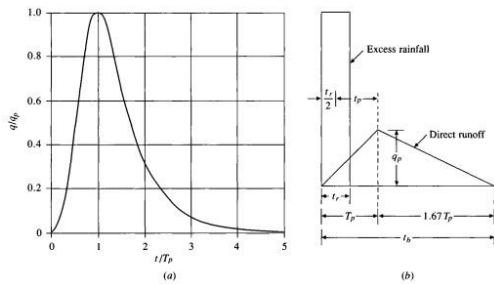 1.0
0.8
0.6
0.4
0.2
0
q/q_p
0 1 2 3 4 5
t/T_p
(a)
Excess rainfall
t_r/2
t_p
Direct runoff
q_p
t_r
T_p
1.67 T_p
t_b
(b)